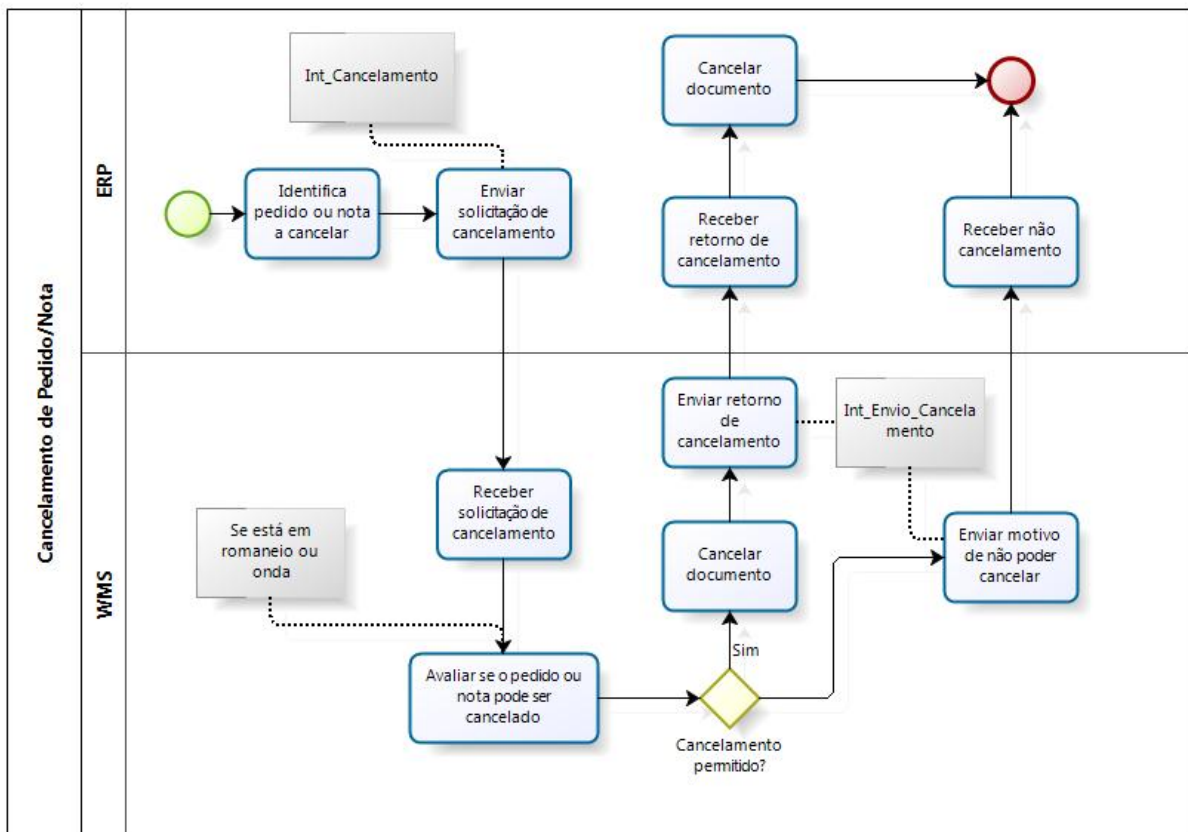 Cancelamento de Pedido/Nota
ERP
Int_Cancelamento
Identifica
pedido ou nota
a cancelar
Enviar
solicitação de
cancelamento
Cancelar
documento
Receber
retorno de
cancelamento
Receber não
cancelamento
WMS
Enviar retorno
de
cancelamento
Int_Envio_Cancela
mento
Receber
solicitação de
cancelamento
Se está em
romaneio ou
onda
Cancelar
documento
Enviar motivo
de não poder
cancelar
Avaliar se o pedido ou
nota pode ser
cancelado
Sim
Cancelamento
permitido?